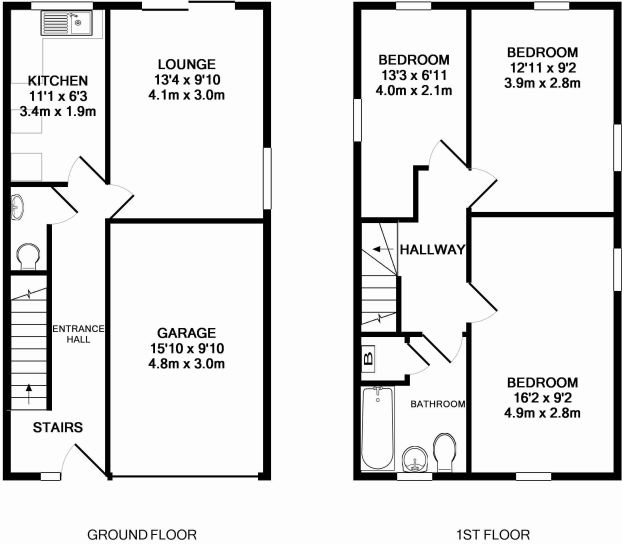 KITCHEN
11'1 x 6'3
3.4m x 1.9m
LOUNGE
13'4 x 9'10
4.1m x 3.0m
ENTRANCE
HALL
GARAGE
15'10 x 9'10
4.8m x 3.0m
STAIRS
GROUND FLOOR
BEDROOM
13'3 x 6'11
4.0m x 2.1m
BEDROOM
12'11 x 9'2
3.9m x 2.8m
HALLWAY
B
BATHROOM
BEDROOM
16'2 x 9'2
4.9m x 2.8m
1ST FLOOR